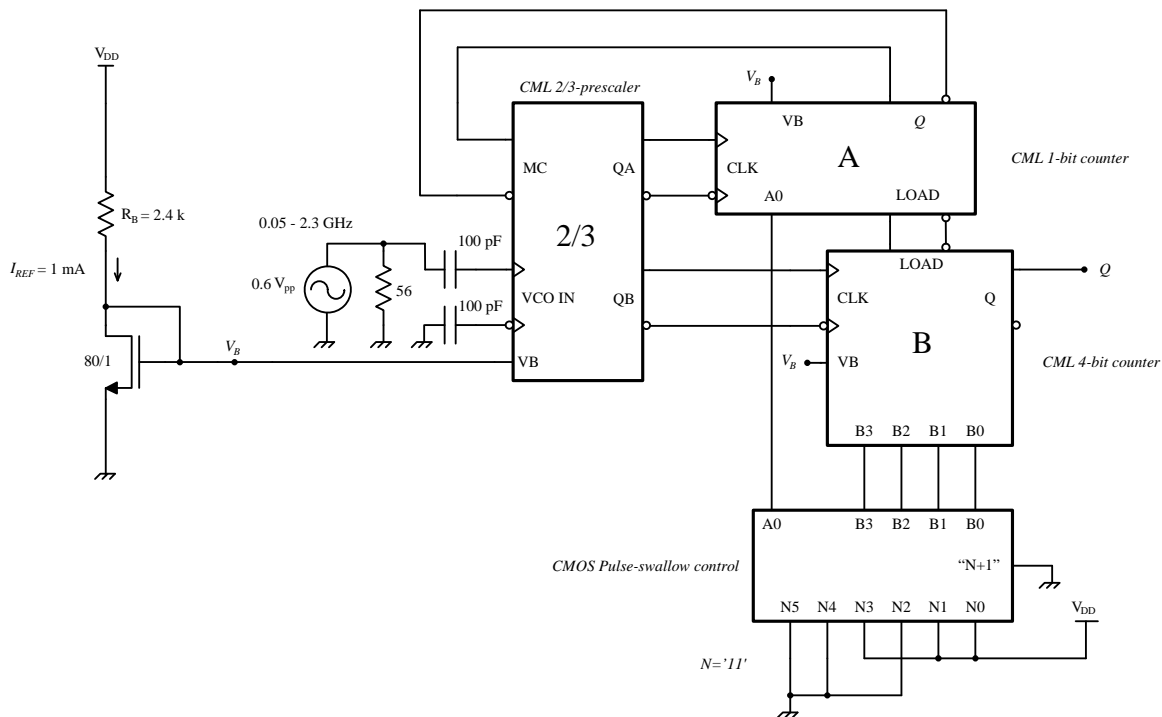 V_DD
CML 2/3-prescaler
V_B
VB
Q
A
CML 1-bit counter
CLK
A0
LOAD
MC
QA
R_B = 2.4 k
0.05 - 2.3 GHz
100 pF
2/3
I_REF = 1 mA
0.6 V_pp
56
VCO IN
100 pF
QB
LOAD
Q
CLK
Q
80/1
V_B
VB
B
V_B
VB
CML 4-bit counter
B3 B2 B1 B0
A0 B3 B2 B1 B0
CMOS Pulse-swallow control
“N+1”
N5 N4 N3 N2 N1 N0
V_DD
N='11'